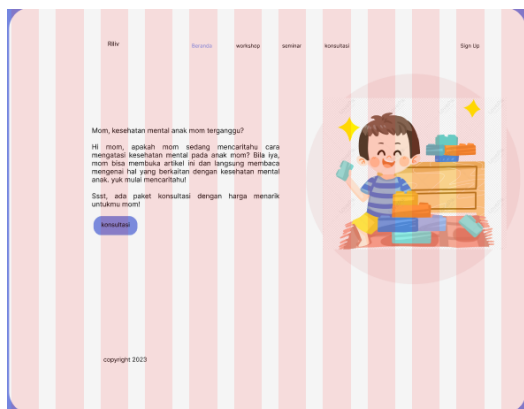 Riliv
Beranda
workshop
seminar
konsultasi
Sign Up
Mom, kesehatan mental anak mom terganggu?
Hi mom, apakah mom sedang mencaritahu cara
mengatasi kesehatan mental pada anak mom? Bila iya,
mom bisa membuka artikel ini dan langsung membaca
mengenai hal yang berkaitan dengan kesehatan mental
anak. yuk mulai mencaritahu!
Ssst, ada paket konsultasi dengan harga menarik
untukmu mom!
konsultasi
copyright 2023